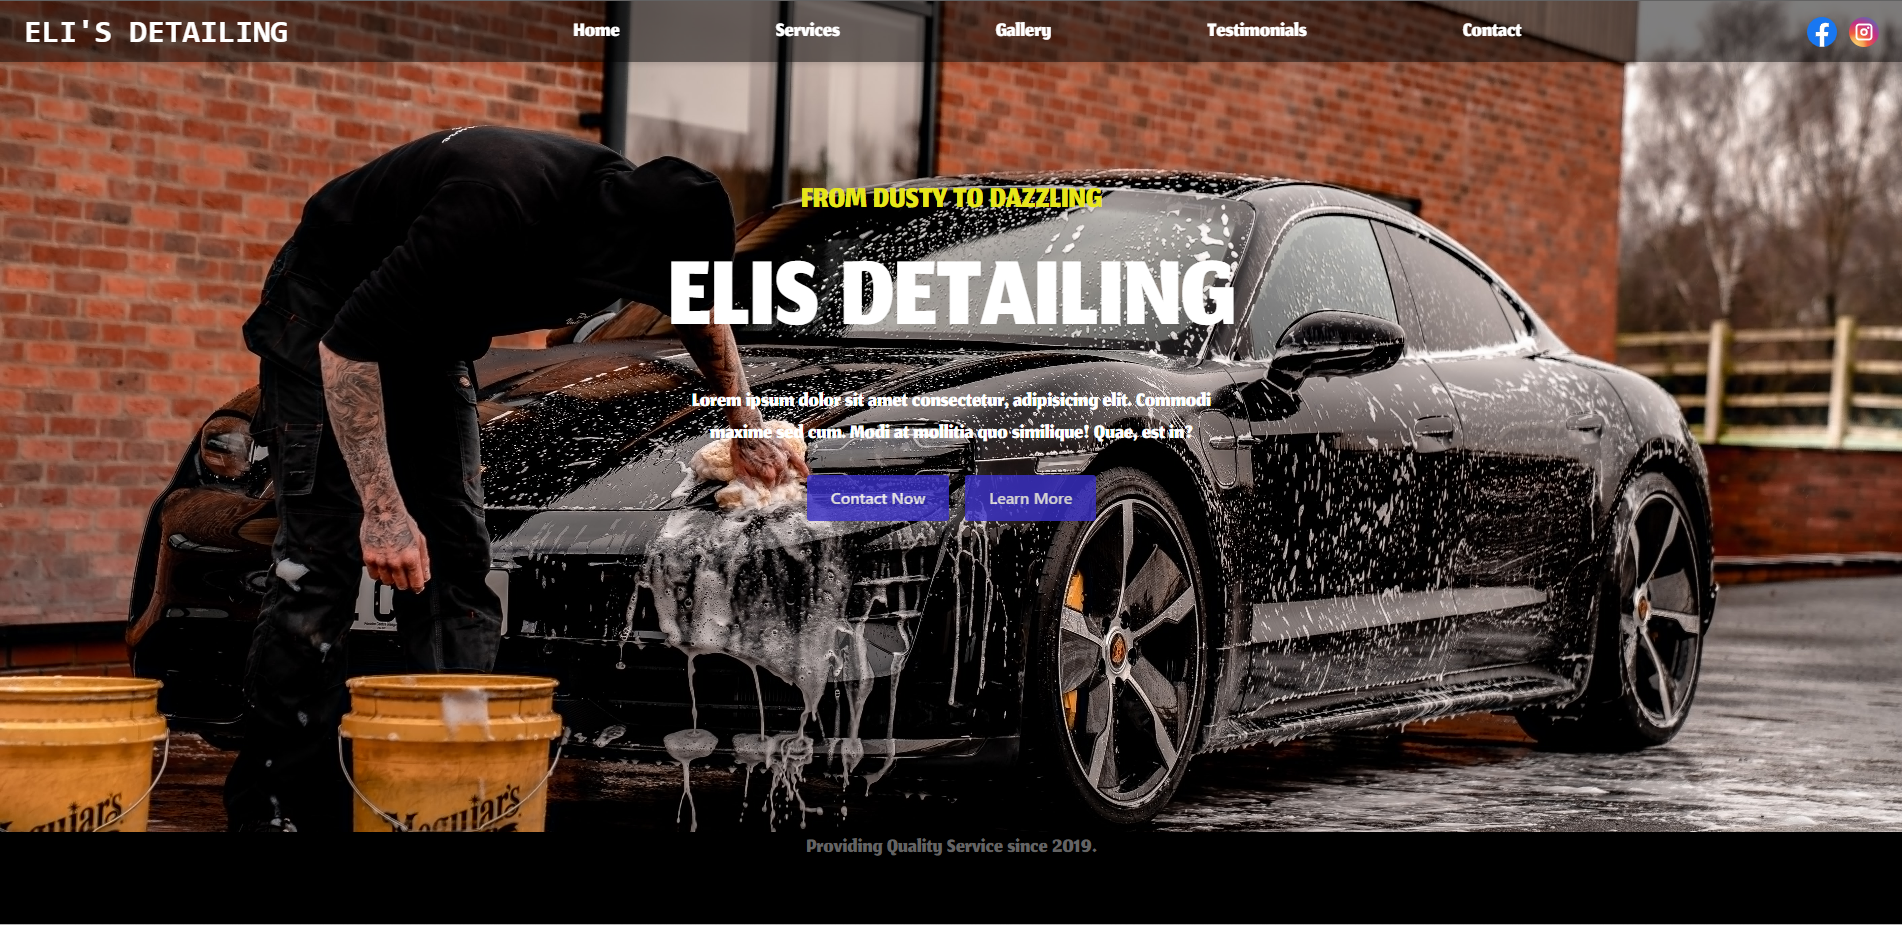 ELI'S DETAILING
Home
Services
Gallery
Testimonials
Contact
FROM DUSTY TO DAZZLING
ELIS DETAILING
Lorem ipsum dolor sit amet consectetur, adipisicing elit. Commodi
maxime sed cum. Modi at mollitia quo similique! Quae, est in?
Contact Now
Learn More
Meguiar's
Providing Quality Service since 2019.